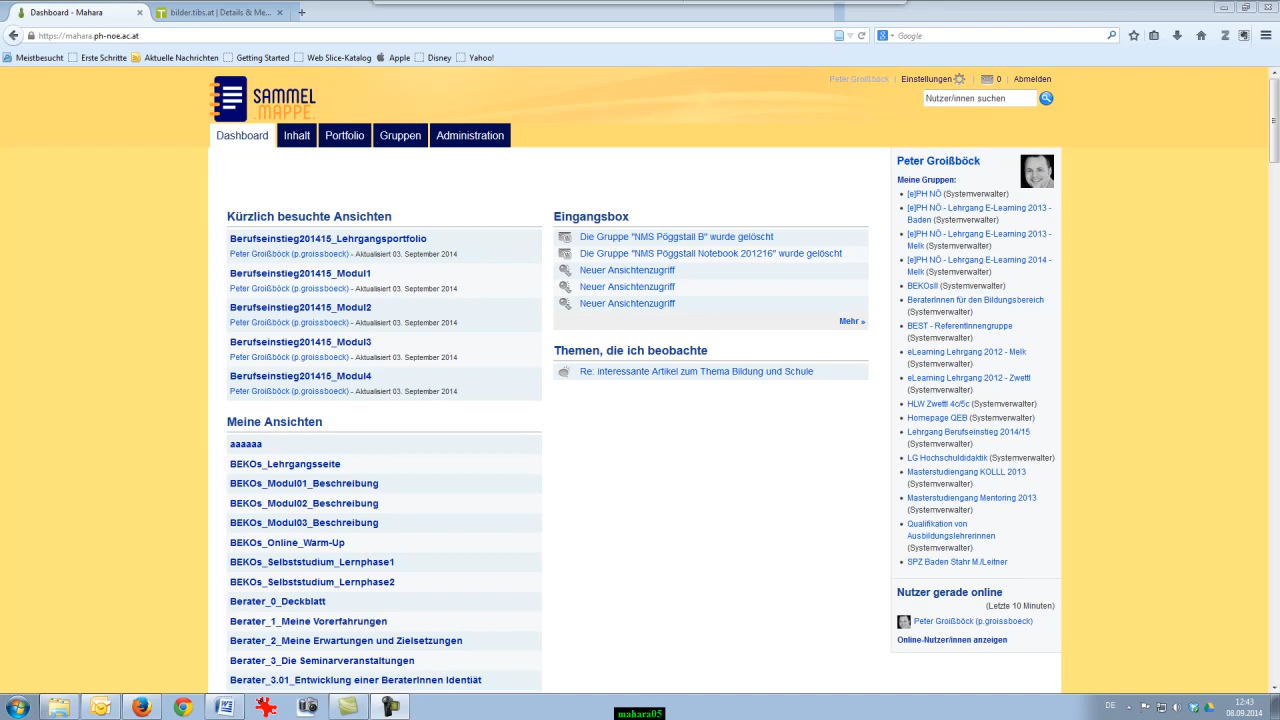 Dashboard - Mahara
bilder.tibs.at | Details & Me...
https://mahara.ph-noe.ac.at
Google
Meistbesucht Erste Schritte Aktuelle Nachrichten Getting Started Web Slice-Katalog Apple Disney Yahoo!
SAMMEL
.MAPPE.
Peter Groißböck | Einstellungen | 0 | Abmelden
Nutzer/innen suchen
Dashboard Inhalt Portfolio Gruppen Administration
Kürzlich besuchte Ansichten
Berufseinstieg201415_Lehrgangsportfolio
Peter Groißböck (p.groissboeck) - Aktualisiert 03. September 2014
Berufseinstieg201415_Modul1
Peter Groißböck (p.groissboeck) - Aktualisiert 03. September 2014
Berufseinstieg201415_Modul2
Peter Groißböck (p.groissboeck) - Aktualisiert 03. September 2014
Berufseinstieg201415_Modul3
Peter Groißböck (p.groissboeck) - Aktualisiert 03. September 2014
Berufseinstieg201415_Modul4
Peter Groißböck (p.groissboeck) - Aktualisiert 03. September 2014
Meine Ansichten
aaaaaa
BEKOs_Lehrgangsseite
BEKOs_Modul01_Beschreibung
BEKOs_Modul02_Beschreibung
BEKOs_Modul03_Beschreibung
BEKOs_Online_Warm-Up
BEKOs_Selbststudium_Lernphase1
BEKOs_Selbststudium_Lernphase2
Berater_0_Deckblatt
Berater_1_Meine Vorerfahrungen
Berater_2_Meine Erwartungen und Zielsetzungen
Berater_3_Die Seminarveranstaltungen
Berater_3.01_Entwicklung einer BeraterInnen Identiät
Eingangsbox
Die Gruppe "NMS Pöggstall B" wurde gelöscht
Die Gruppe "NMS Pöggstall Notebook 201216" wurde gelöscht
Neuer Ansichtenzugriff
Neuer Ansichtenzugriff
Neuer Ansichtenzugriff
Mehr »
Themen, die ich beobachte
Re: interessante Artikel zum Thema Bildung und Schule
Peter Groißböck
Meine Gruppen:
[e]PH NÖ (Systemverwalter)
[e]PH NÖ - Lehrgang E-Learning 2013 -
Baden (Systemverwalter)
[e]PH NÖ - Lehrgang E-Learning 2013 -
Melk (Systemverwalter)
[e]PH NÖ - Lehrgang E-Learning 2014 -
Melk (Systemverwalter)
BEKOsII (Systemverwalter)
BeraterInnen für den Bildungsbereich
(Systemverwalter)
BEST - ReferentInnengruppe
(Systemverwalter)
eLearning Lehrgang 2012 - Melk
(Systemverwalter)
eLearning Lehrgang 2012 - Zwettl
(Systemverwalter)
HLW Zwettl 4c/5c (Systemverwalter)
Homepage QEB (Systemverwalter)
Lehrgang Berufseinstieg 2014/15
(Systemverwalter)
LG Hochschuldidaktik (Systemverwalter)
Masterstudiengang KOLLL 2013
(Systemverwalter)
Masterstudiengang Mentoring 2013
(Systemverwalter)
Qualifikation von
Ausbildungslehrerinnen
(Systemverwalter)
SPZ Baden Stahr M./Leitner
Nutzer gerade online
(Letzte 10 Minuten)
Peter Groißböck (p.groissboeck)
Online-Nutzer/innen anzeigen
DE
12:43
08.09.2014
mahara05